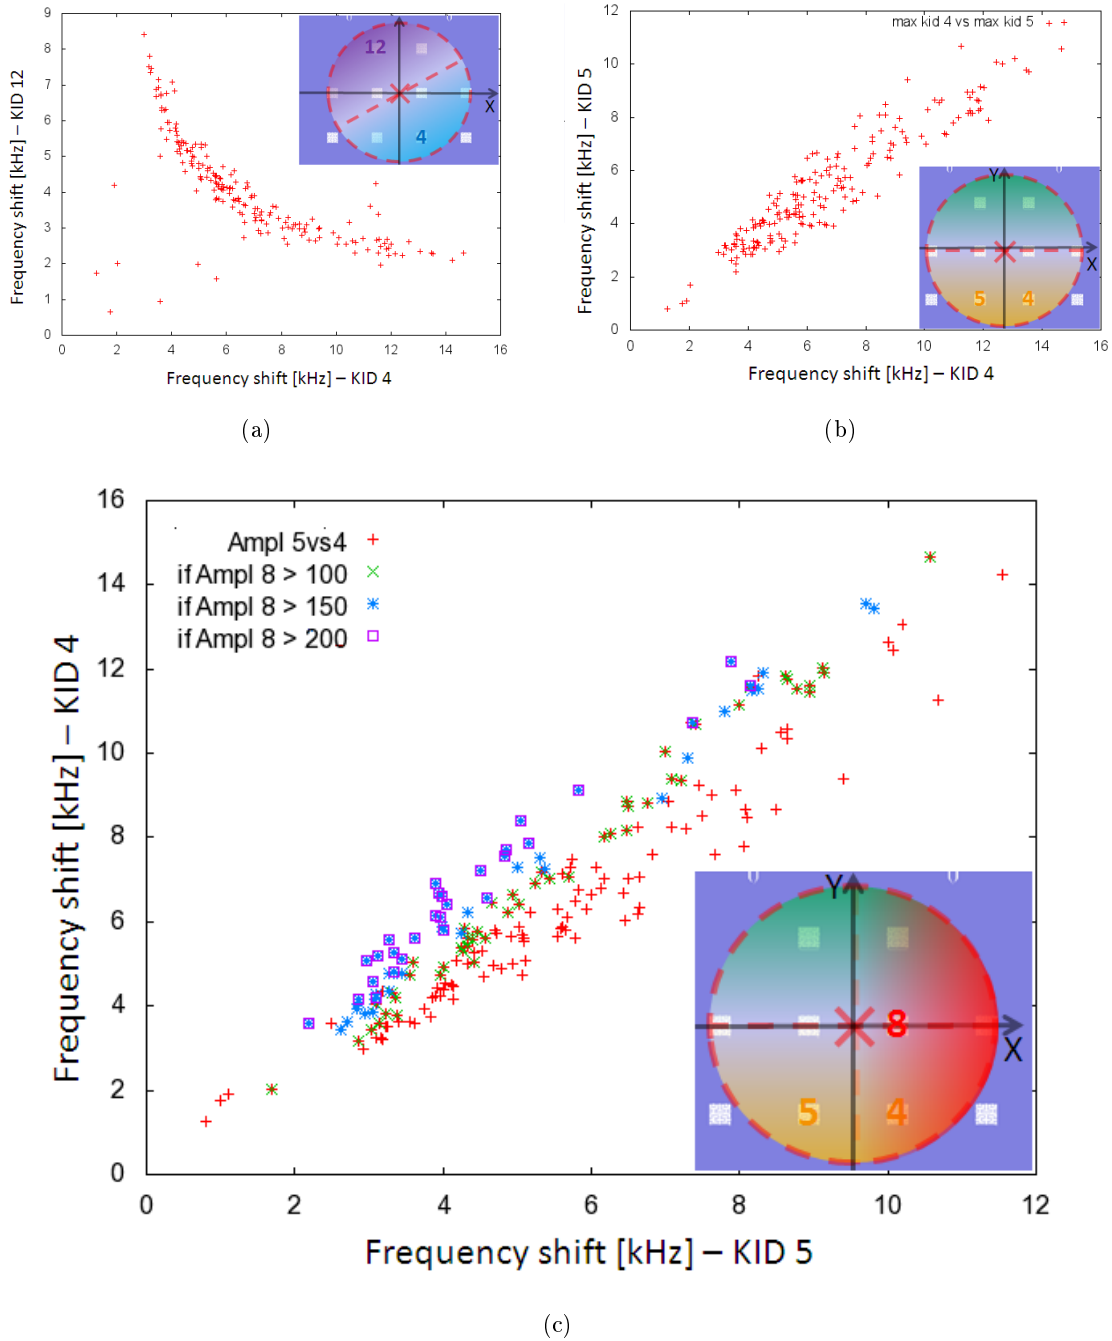 9
8
7
6
5
4
3
2
1
0
0 2 4 6 8 10 12 14 16
Frequency shift [kHz] – KID 12
Frequency shift [kHz] – KID 4
12
X
4
(a)
12
10
8
6
4
2
0
0 2 4 6 8 10 12 14 16
max kid 4 vs max kid 5
Frequency shift [kHz] – KID 5
Frequency shift [kHz] – KID 4
Y
X
5 4
(b)
16
14
12
10
8
6
4
2
0
0 2 4 6 8 10 12
Ampl 5vs4
if Ampl 8 > 100
if Ampl 8 > 150
if Ampl 8 > 200
Frequency shift [kHz] – KID 4
Frequency shift [kHz] – KID 5
Y
8
X
5 4
(c)